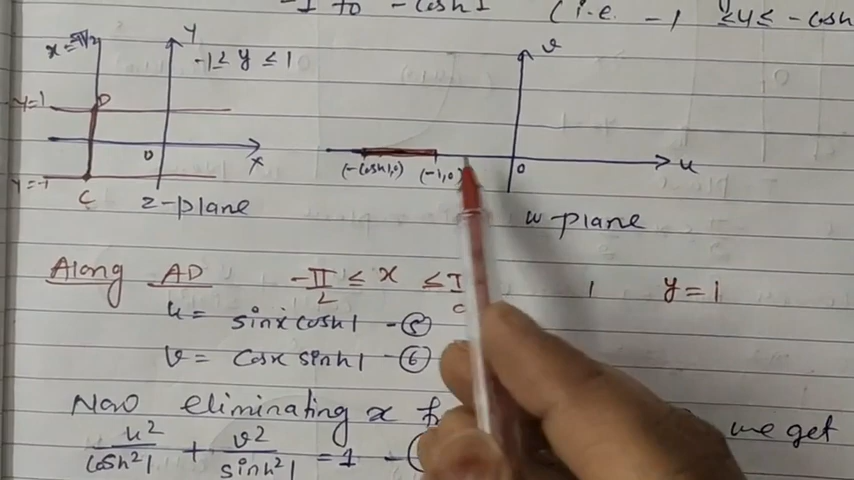 -1 to -cosh1 (i.e. -1 ≤u≤ -cosh
x=-π/2 y -1≤ y ≤ 1 v
y=1 D
0 x (-cosh1,0) (-1,0) 0 u
y=-1
C z-plane w-plane
Along AD -π/2 ≤ x ≤ y=1
u= sinx cosh1 -⑤
v= cosx sinh1 -⑥
Now eliminating x we get
u²/cosh²1 + v²/sinh²1 = 1 -